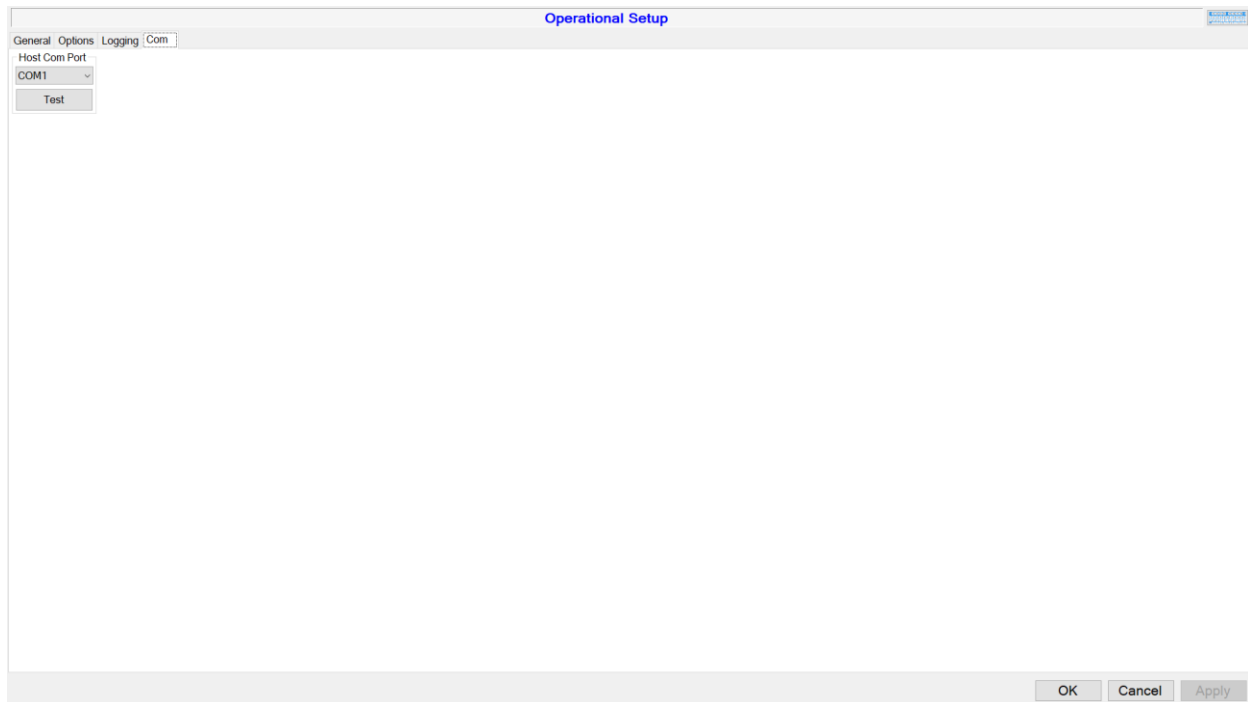 Operational Setup
General Options Logging Com
Host Com Port
COM1
Test
OK Cancel Apply